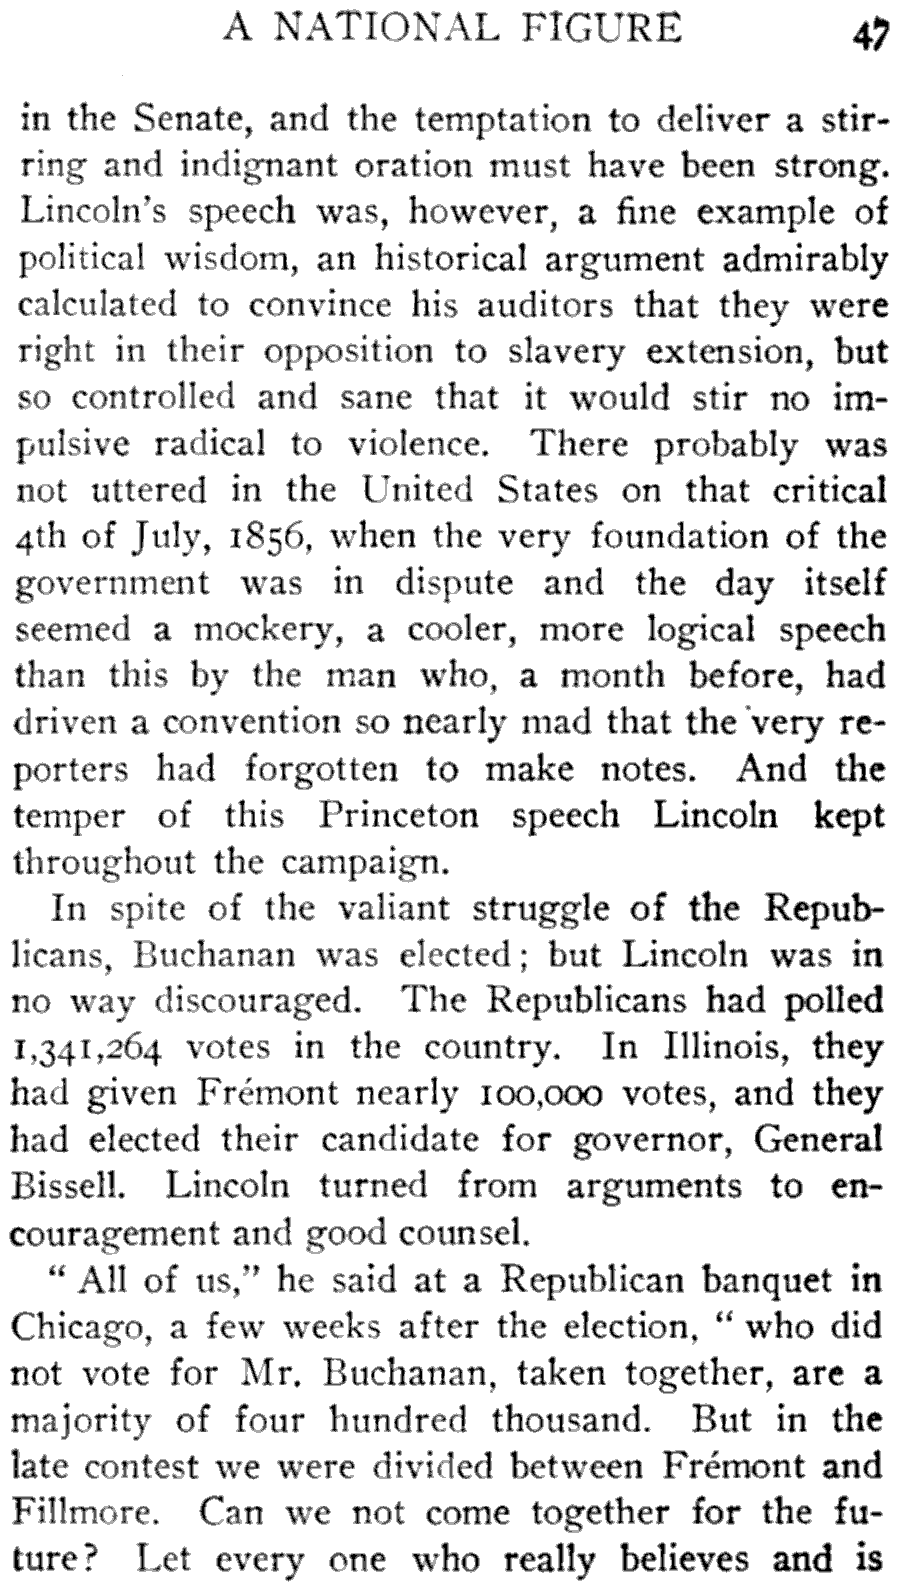 A NATIONAL FIGURE 47
in the Senate, and the temptation to deliver a stir-
ring and indignant oration must have been strong.
Lincoln's speech was, however, a fine example of
political wisdom, an historical argument admirably
calculated to convince his auditors that they were
right in their opposition to slavery extension, but
so controlled and sane that it would stir no im-
pulsive radical to violence. There probably was
not uttered in the United States on that critical
4th of July, 1856, when the very foundation of the
government was in dispute and the day itself
seemed a mockery, a cooler, more logical speech
than this by the man who, a month before, had
driven a convention so nearly mad that the very re-
porters had forgotten to make notes. And the
temper of this Princeton speech Lincoln kept
throughout the campaign.
In spite of the valiant struggle of the Repub-
licans, Buchanan was elected; but Lincoln was in
no way discouraged. The Republicans had polled
1,341,264 votes in the country. In Illinois, they
had given Frémont nearly 100,000 votes, and they
had elected their candidate for governor, General
Bissell. Lincoln turned from arguments to en-
couragement and good counsel.
“ All of us,” he said at a Republican banquet in
Chicago, a few weeks after the election, “ who did
not vote for Mr. Buchanan, taken together, are a
majority of four hundred thousand. But in the
late contest we were divided between Frémont and
Fillmore. Can we not come together for the fu-
ture? Let every one who really believes and is